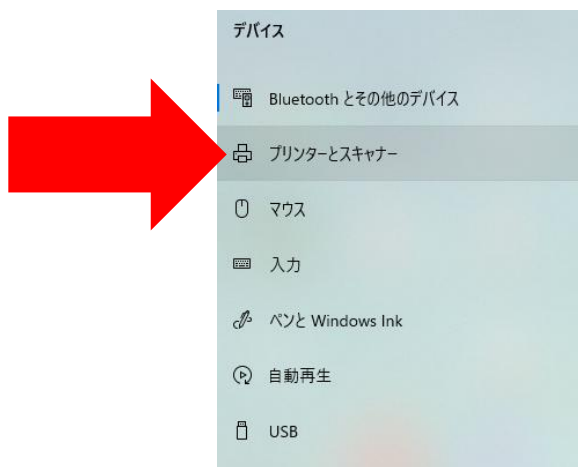 デバイス
Bluetooth とその他のデバイス
プリンターとスキャナー
マウス
入力
ペンと Windows Ink
自動再生
USB